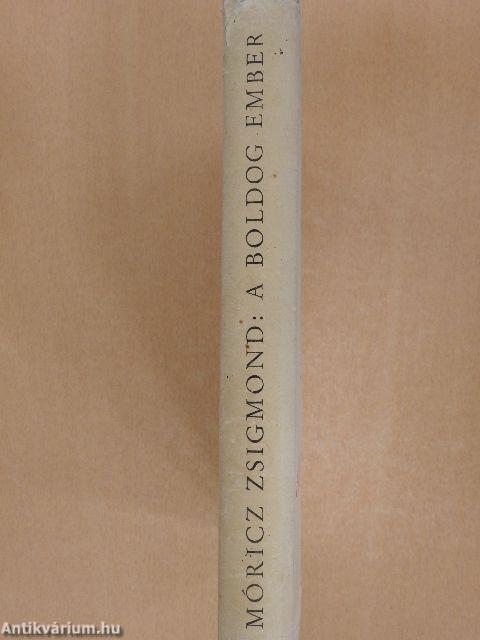 MÓRICZ ZSIGMOND: A BOLDOG EMBER
Antikvárium.hu